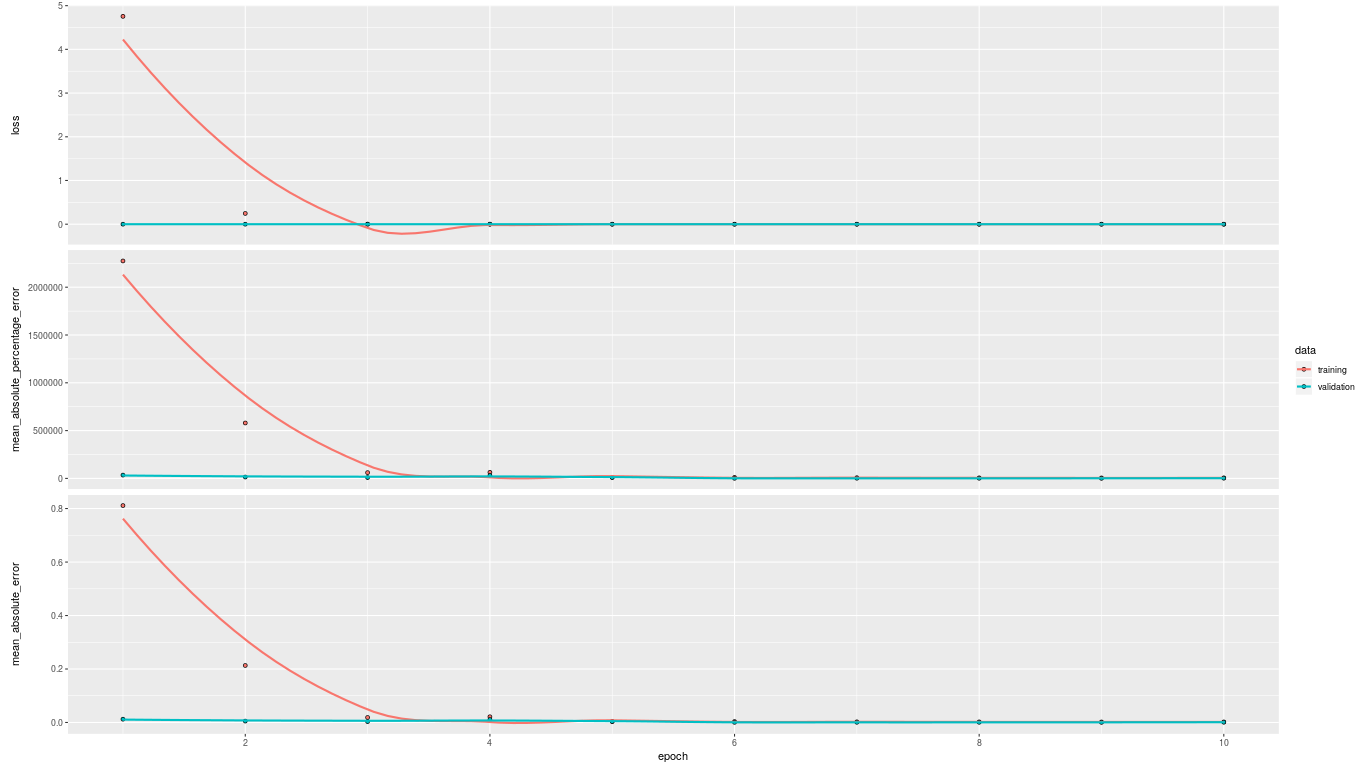 loss
5
4
3
2
1
0
mean_absolute_percentage_error
2000000
1500000
1000000
500000
0
mean_absolute_error
0.8
0.6
0.4
0.2
0.0
2 4 6 8 10
epoch
data
training
validation